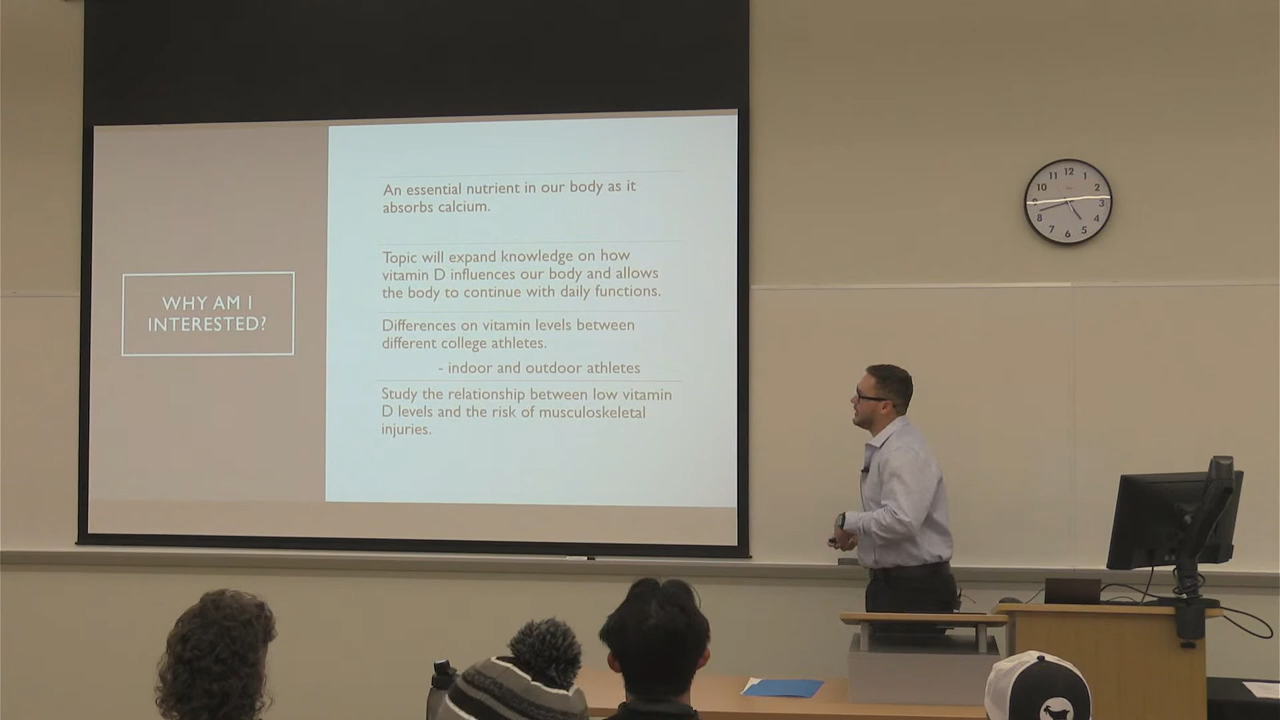 WHY AM I
INTERESTED?
An essential nutrient in our body as it
absorbs calcium.
Topic will expand knowledge on how
vitamin D influences our body and allows
the body to continue with daily functions.
Differences on vitamin levels between
different college athletes.
- indoor and outdoor athletes
Study the relationship between low vitamin
D levels and the risk of musculoskeletal
injuries.
12
1
2
3
4
5
6
7
8
10
11